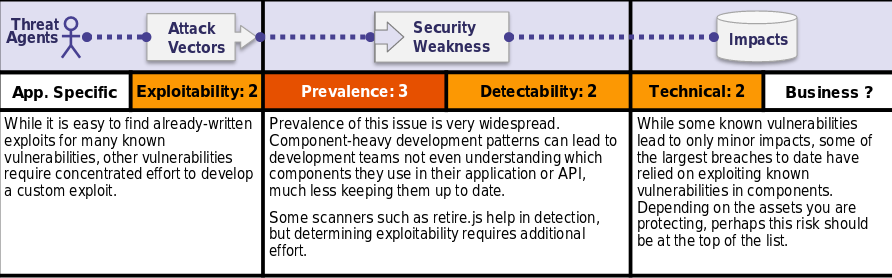 Threat
Agents
Attack
Vectors
Security
Weakness
Impacts
App. Specific
Exploitability: 2
Prevalence: 3
Detectability: 2
Technical: 2
Business ?
While it is easy to find already-written
exploits for many known
vulnerabilities, other vulnerabilities
require concentrated effort to develop
a custom exploit.
Prevalence of this issue is very widespread.
Component-heavy development patterns can lead to
development teams not even understanding which
components they use in their application or API,
much less keeping them up to date.
Some scanners such as retire.js help in detection,
but determining exploitability requires additional
effort.
While some known vulnerabilities
lead to only minor impacts, some of
the largest breaches to date have
relied on exploiting known
vulnerabilities in components.
Depending on the assets you are
protecting, perhaps this risk should
be at the top of the list.